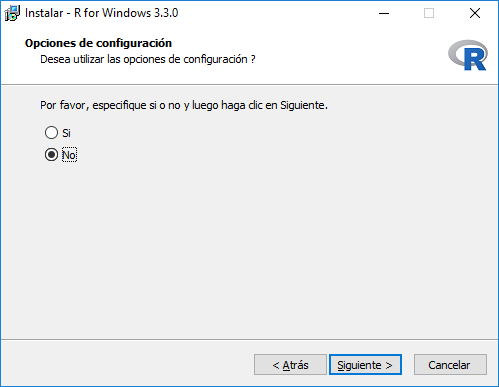 Instalar - R for Windows 3.3.0
Opciones de configuración
Desea utilizar las opciones de configuración ?
R
Por favor, especifique si o no y luego haga clic en Siguiente.
Si
No
< Atrás
Siguiente >
Cancelar